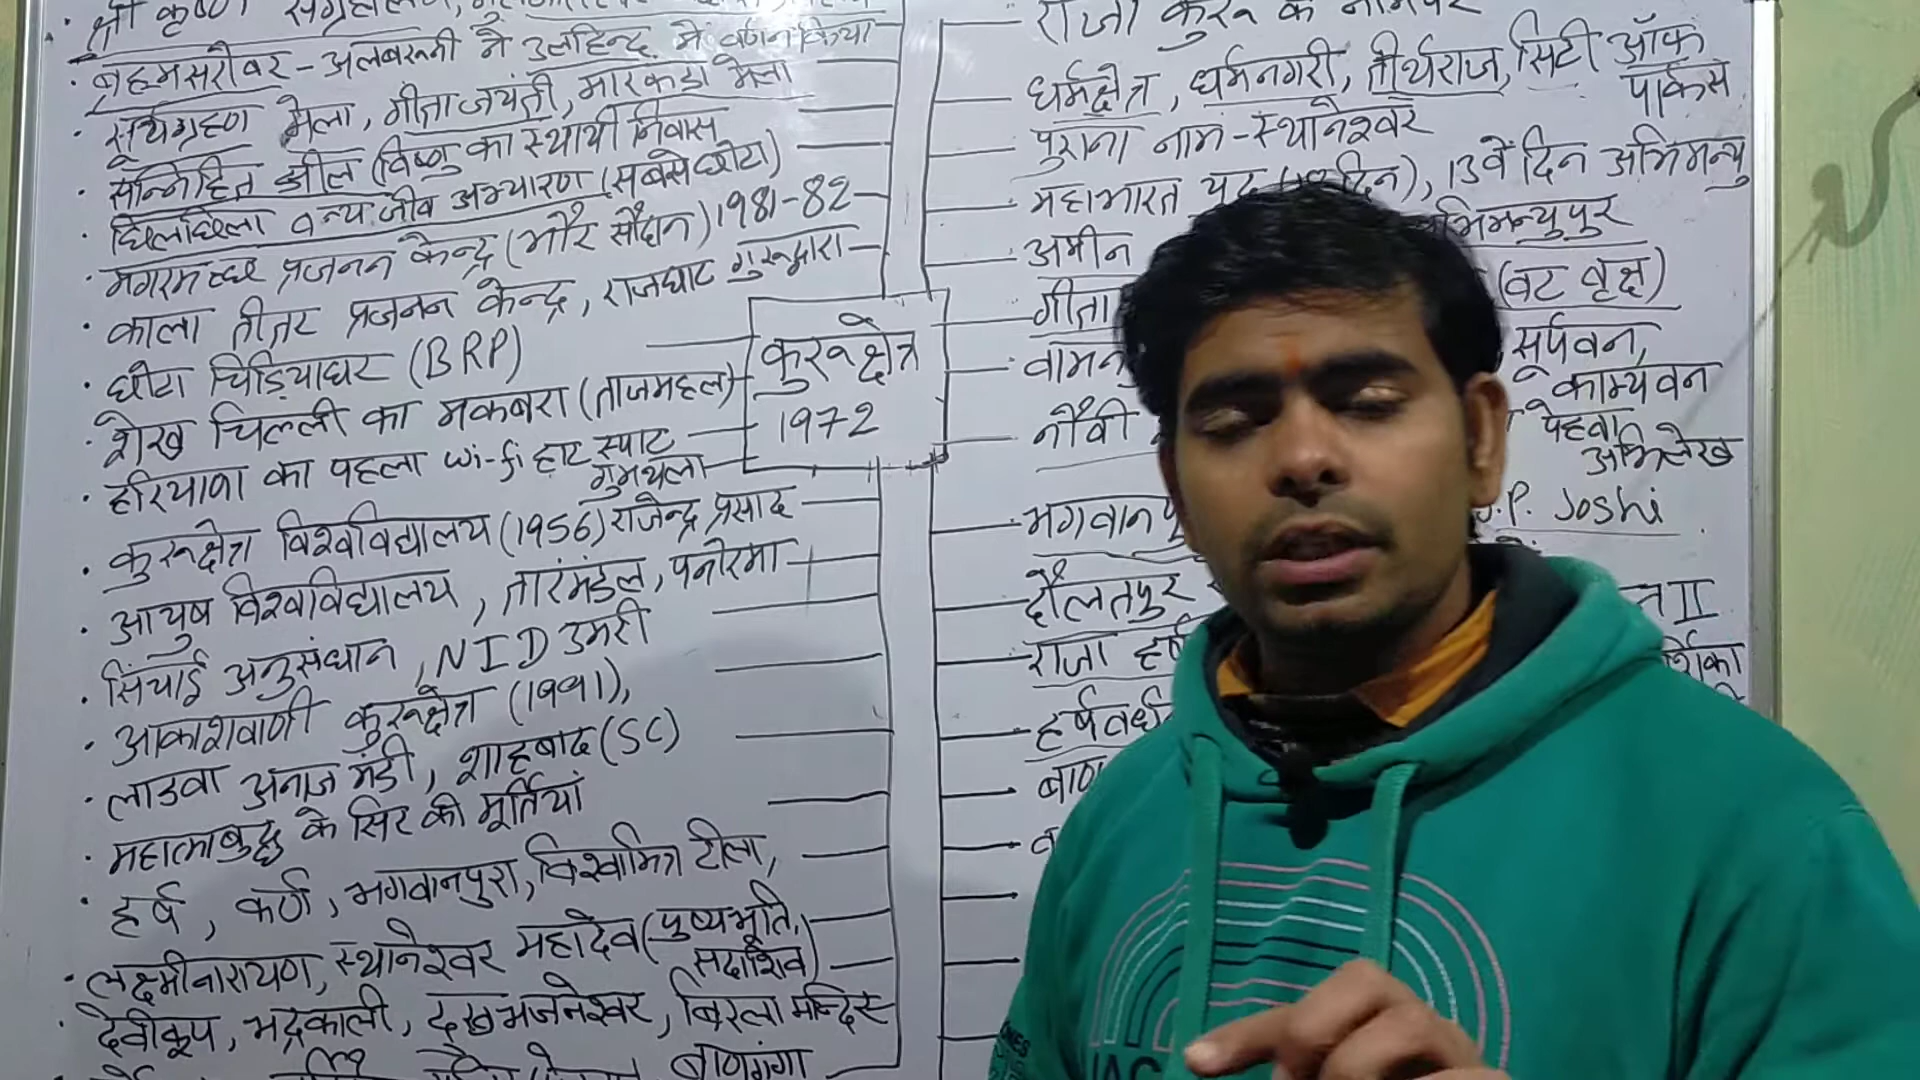 श्री कृष्ण संग्रहालय,
ब्रह्मसरोवर - अलबरूनी ने उलहिन्द में वर्णन किया
सूर्यग्रहण मेला, गीता जयंती, मारकंडा मेला
सन्निहित झील (विष्णु का स्थायी निवास)
छिलछिला वन्य जीव अभ्यारण (सबसे छोटा)
मगरमच्छ प्रजनन केन्द्र (भौर सैंदान) 1981-82
काला तीतर प्रजनन केन्द्र, राजघाट गुरूद्वारा
छोटा चिड़ियाघर (BRP)
शेख चिल्ली का मकबरा (ताजमहल)
हरियाणा का पहला wi-fi हाट स्पाट
गुमथला
कुरूक्षेत्र विश्वविद्यालय (1956) राजेन्द्र प्रसाद
आयुष विश्वविद्यालय, तारंमंडल, पनोरमा
सिंचाई अनुसंधान, NID उमरी
आकाशवाणी कुरूक्षेत्र (1991),
लाडवा अनाज मंडी, शाहबाद (SC)
महात्मा बुद्ध के सिर की मूर्तियां
हर्ष, कर्ण, भगवानपुरा, विश्वामित्र टीला,
लक्ष्मीनारायण, स्थानेश्वर महादेव (पुष्यभूति,
सदाशिव)
देवीकूप, भद्रकाली, दुखभंजनेश्वर, बिरला मन्दिर
बाणगंगा
कुरूक्षेत्र
1972
राजा कुरू के नाम पर
धर्मक्षेत्र, धर्मनगरी, तीर्थराज, सिटी ऑफ
पार्कस
पुराना नाम - स्थानेश्वर
महाभारत युद्ध दिन), 13वें दिन अभिमन्यु
अमीन अभिमन्युपुर
गीता (वट वृक्ष)
वामन सूर्यवन,
काम्यवन
नौवी पेहवा
अभिलेख
भगवानपु J.P. Joshi
दौलतपुर II
राजा हर्ष
हर्षवर्ध
बाण